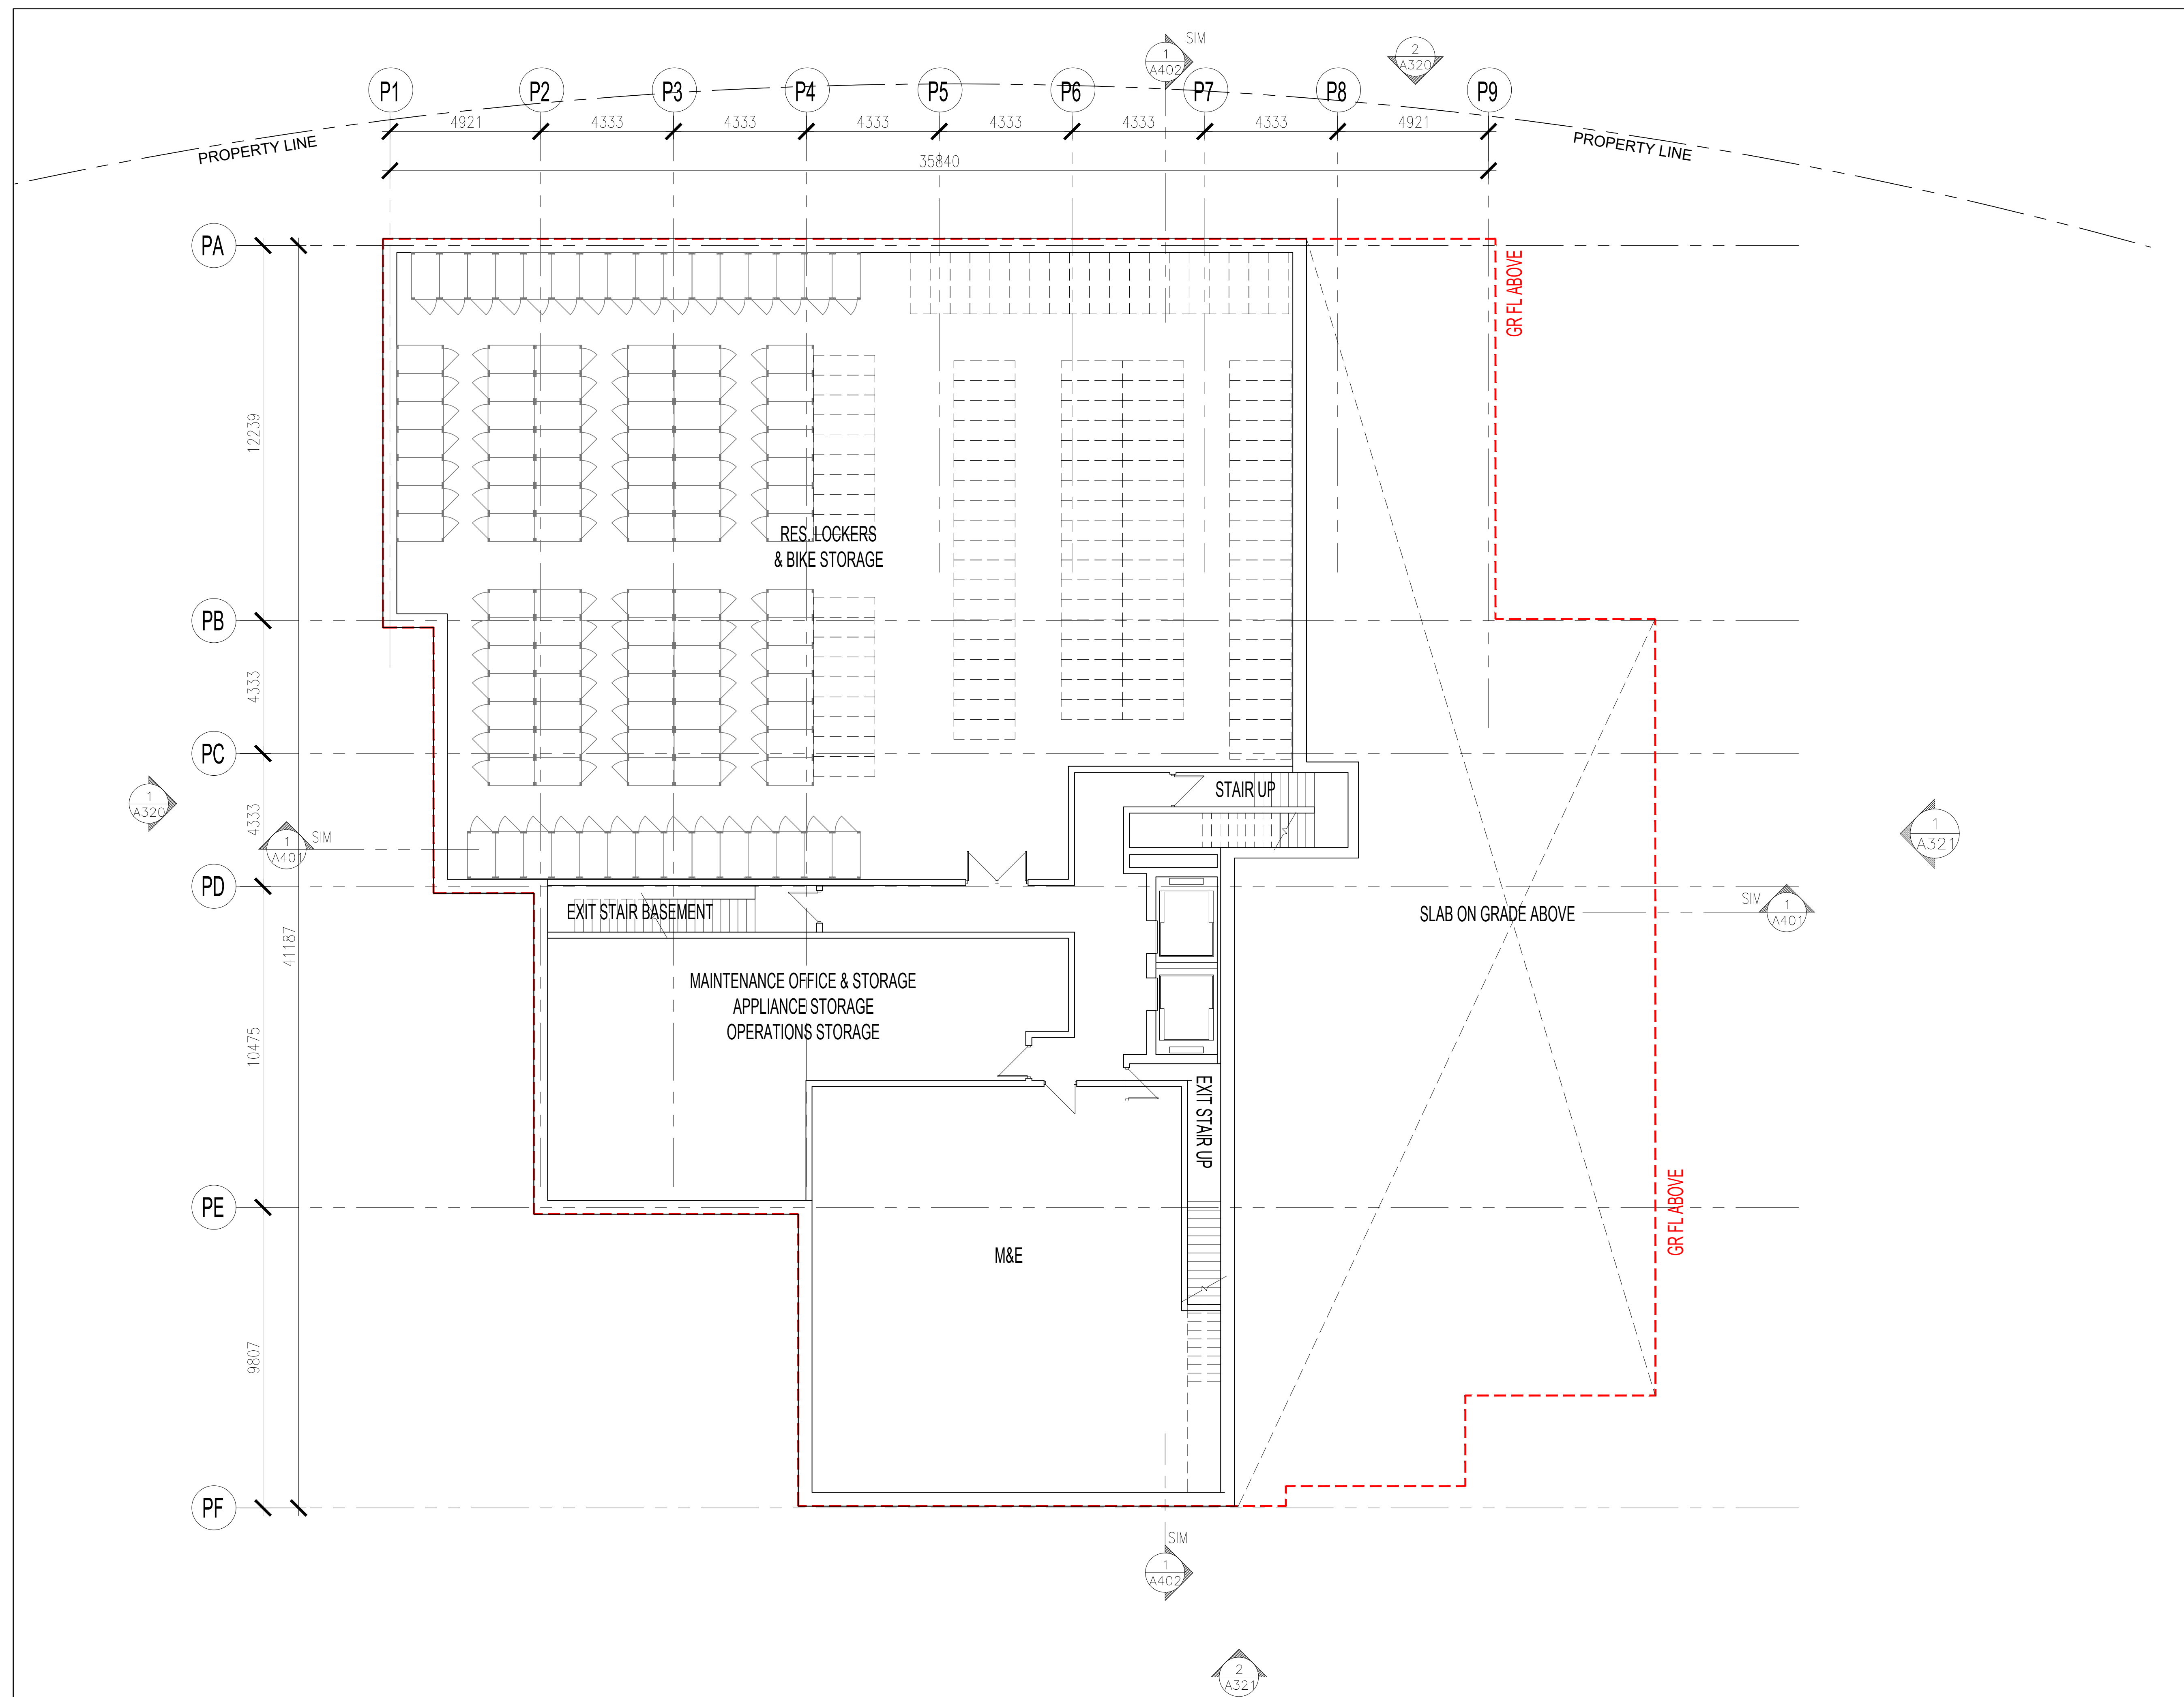 SIM
1
A402
2
A320
P1
P2
P3
P4
P5
P6
P7
P8
P9
4921
4333
4333
4333
4333
4333
4333
4921
35840
PROPERTY LINE
PROPERTY LINE
PA
GR FL ABOVE
12239
RES. LOCKERS
& BIKE STORAGE
PB
4333
PC
STAIR UP
1
A320
4333
1
A401
SIM
1
A321
PD
EXIT STAIR BASEMENT
SLAB ON GRADE ABOVE
SIM
1
A401
41187
MAINTENANCE OFFICE & STORAGE
APPLIANCE STORAGE
OPERATIONS STORAGE
10475
EXIT STAIR UP
PE
GR FL ABOVE
M&E
9807
PF
SIM
1
A402
2
A321